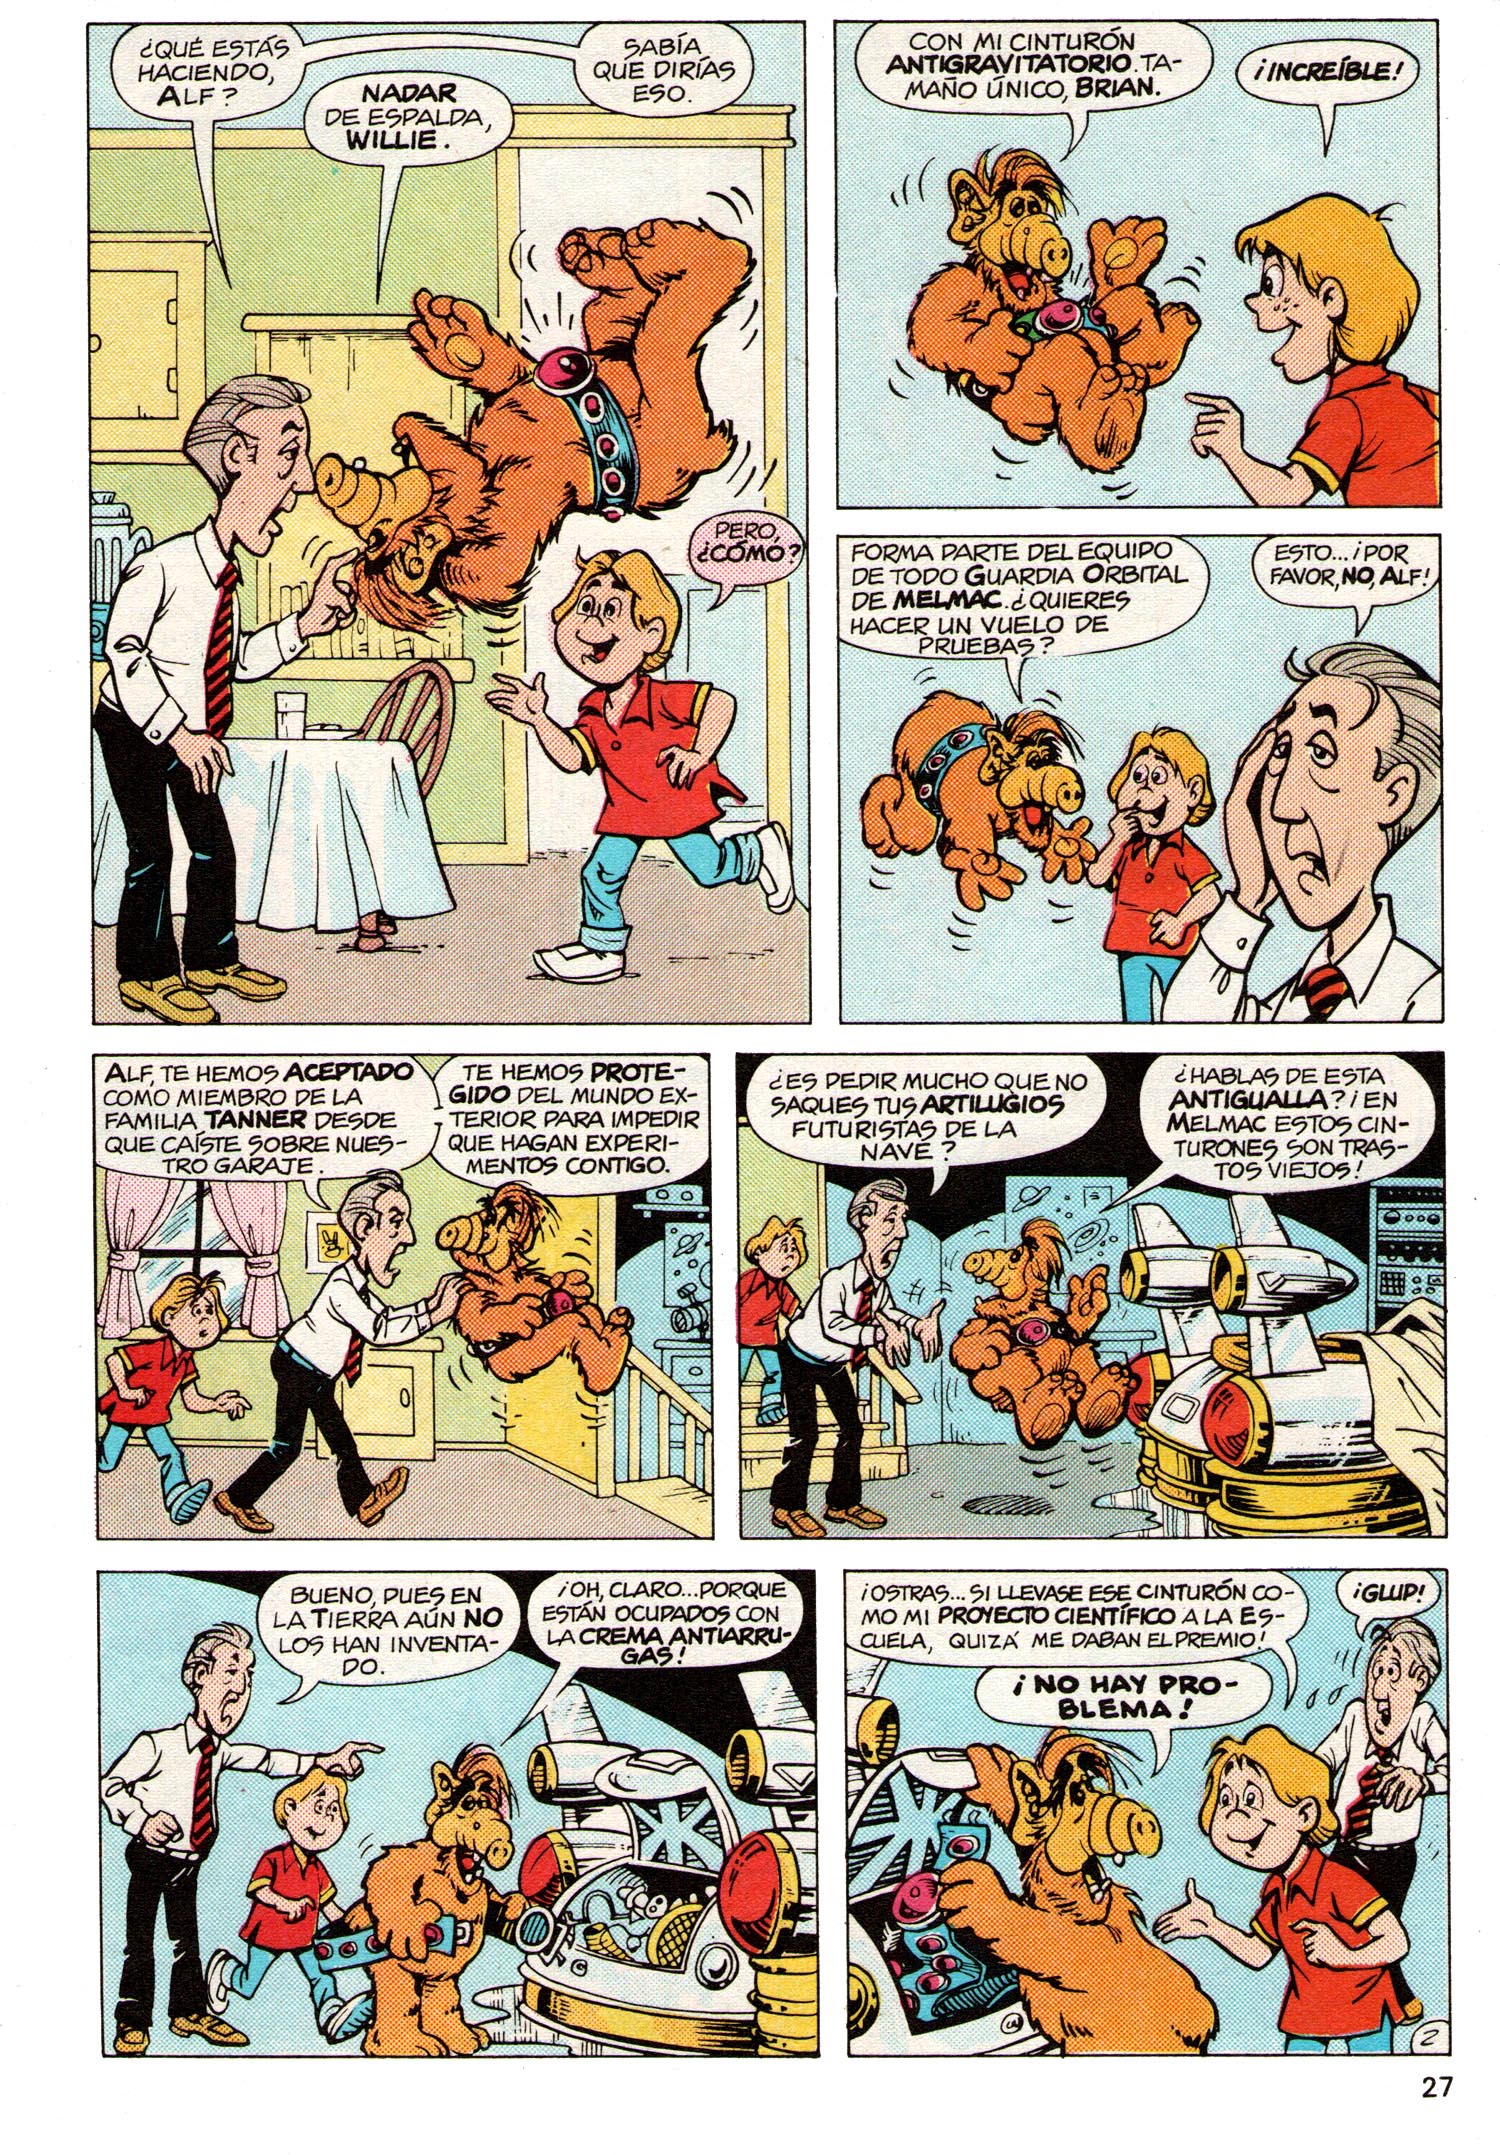 ¿QUÉ ESTÁS
HACIENDO,
ALF?
NADAR
DE ESPALDA,
WILLIE.
SABÍA
QUE DIRÍAS
ESO.
PERO,
¿CÓMO?
CON MI CINTURÓN
ANTIGRAVITATORIO. TA-
MAÑO ÚNICO, BRIAN.
¡INCREÍBLE!
FORMA PARTE DEL EQUIPO
DE TODO GUARDIA ORBITAL
DE MELMAC. ¿QUIERES
HACER UN VUELO DE
PRUEBAS?
ESTO... ¡POR
FAVOR, NO, ALF!
ALF, TE HEMOS ACEPTADO
COMO MIEMBRO DE LA
FAMILIA TANNER DESDE
QUE CAÍSTE SOBRE NUES-
TRO GARAJE.
TE HEMOS PROTE-
GIDO DEL MUNDO EX-
TERIOR PARA IMPEDIR
QUE HAGAN EXPERI-
MENTOS CONTIGO.
¿ES PEDIR MUCHO QUE NO
SAQUES TUS ARTILUGIOS
FUTURISTAS DE LA
NAVE?
¿HABLAS DE ESTA
ANTIGUALLA? ¡EN
MELMAC ESTOS CIN-
TURONES SON TRAS-
TOS VIEJOS!
BUENO, PUES EN
LA TIERRA AÚN NO
LOS HAN INVENTA-
DO.
¡OH, CLARO... PORQUE
ESTÁN OCUPADOS CON
LA CREMA ANTIARRU-
GAS!
¡OSTRAS... SI LLEVASE ESE CINTURÓN CO-
MO MI PROYECTO CIENTÍFICO A LA ES-
CUELA, QUIZÁ ME DABAN EL PREMIO!
¡GLUP!
¡NO HAY PRO-
BLEMA!
2
27